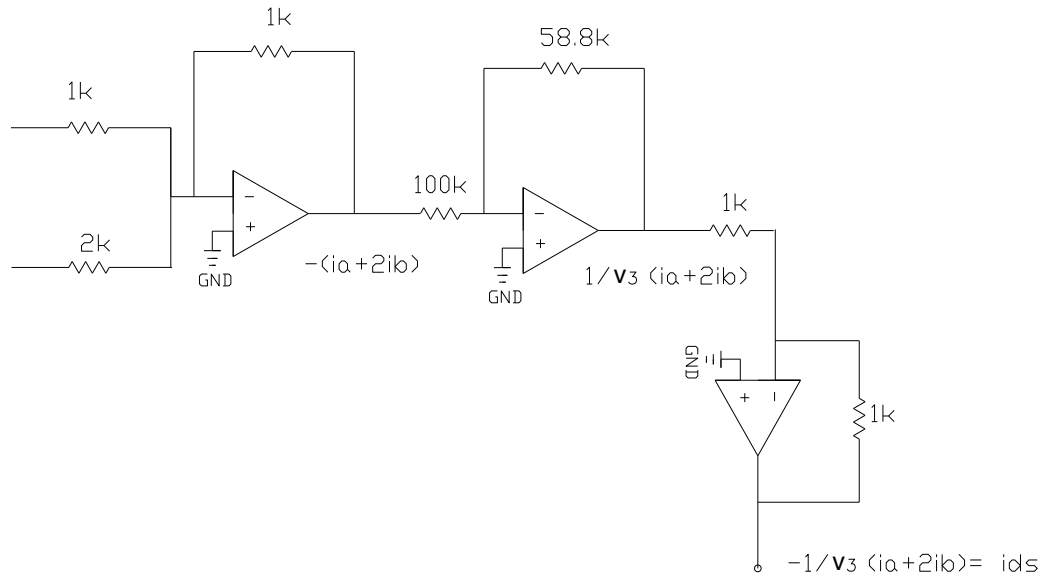 1k
58.8k
1k
100k
1k
2k
-
+
-
+
GND
-(ia+2ib)
GND
1/v3 (ia+2ib)
GND
+
-
1k
-1/v3 (ia+2ib)= ids